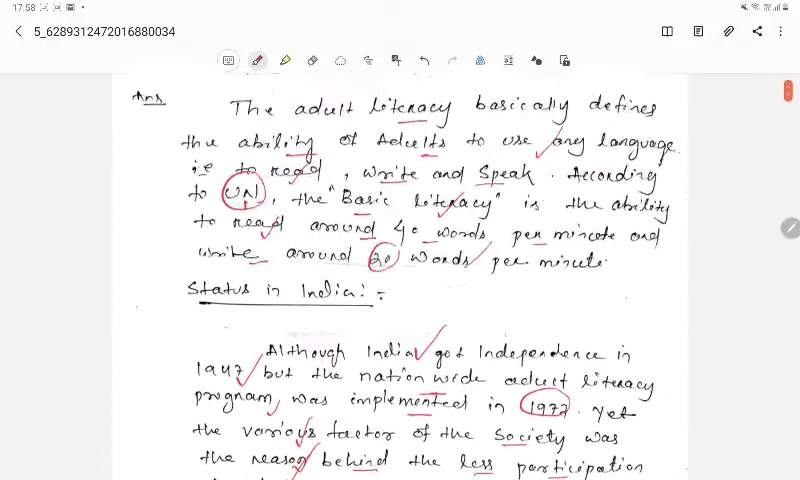 17:58
5_6289312472016880034
Ans
The adult literacy basically defines
the ability of Adults to use any language
i.e to read, write and Speak. According
to UN, the "Basic literacy" is the ability
to read around 40 words per minute and
write around 20 words per minute.
Status in India:-
Although India got Independence in
1947 but the nation wide adult literacy
program, was implemented in 1977. Yet
the various factor of the Society was
the reason behind the less participation